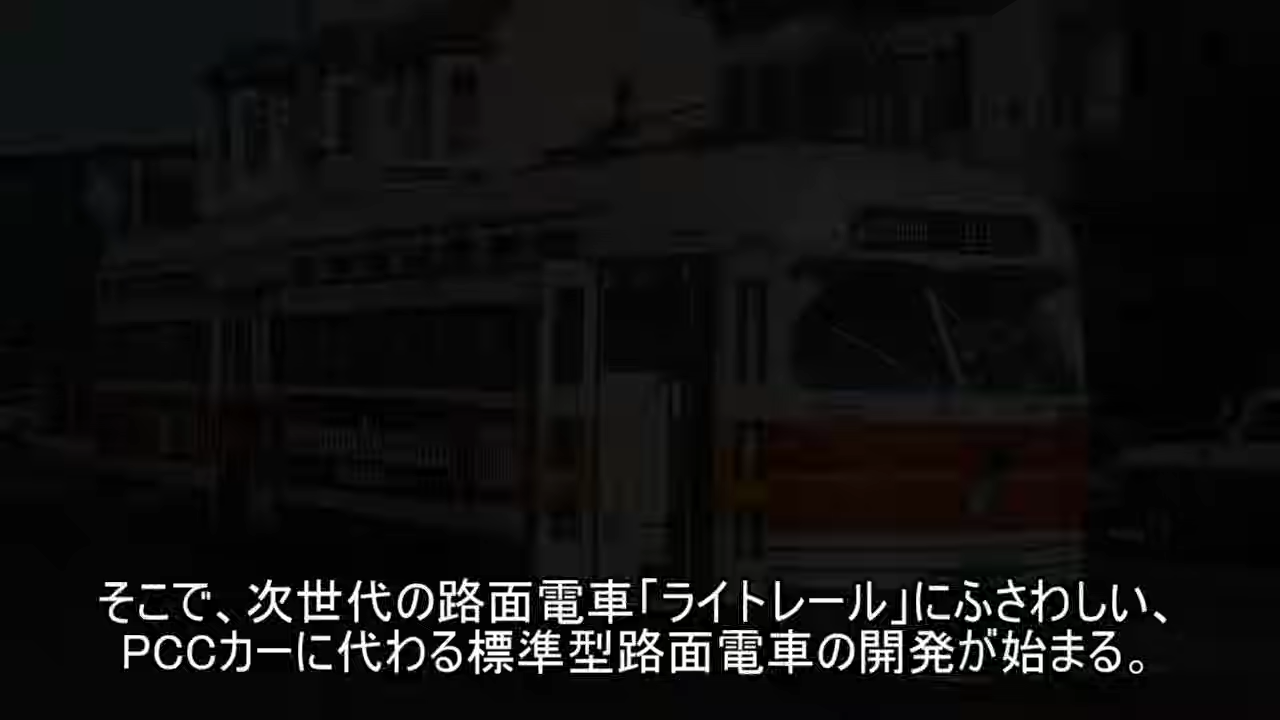 そこで、次世代の路面電車「ライトレール」にふさわしい、
PCCカーに代わる標準型路面電車の開発が始まる。